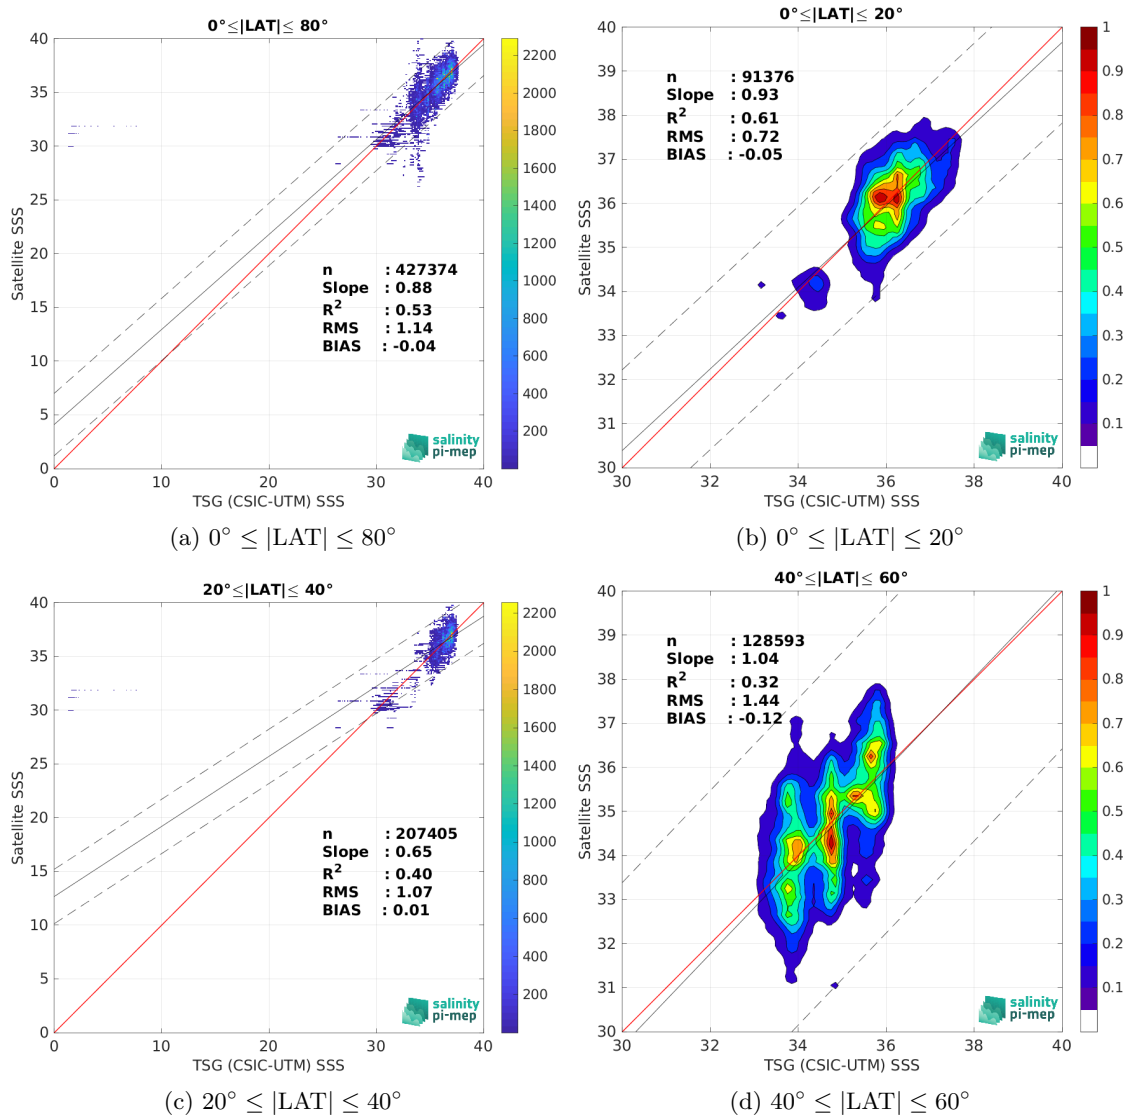 0°≤|LAT|≤ 80°
40
35
30
25
20
15
10
5
0
0
10
20
30
40
Satellite SSS
TSG (CSIC-UTM) SSS
n : 427374
Slope : 0.88
R² : 0.53
RMS : 1.14
BIAS : -0.04
salinity
pi-mep
2200
2000
1800
1600
1400
1200
1000
800
600
400
200
(a) 0° ≤ |LAT| ≤ 80°
0°≤|LAT|≤ 20°
40
39
38
37
36
35
34
33
32
31
30
30
32
34
36
38
40
Satellite SSS
TSG (CSIC-UTM) SSS
n : 91376
Slope : 0.93
R² : 0.61
RMS : 0.72
BIAS : -0.05
salinity
pi-mep
1
0.9
0.8
0.7
0.6
0.5
0.4
0.3
0.2
0.1
(b) 0° ≤ |LAT| ≤ 20°
20°≤|LAT|≤ 40°
40
35
30
25
20
15
10
5
0
0
10
20
30
40
Satellite SSS
TSG (CSIC-UTM) SSS
n : 207405
Slope : 0.65
R² : 0.40
RMS : 1.07
BIAS : 0.01
salinity
pi-mep
2200
2000
1800
1600
1400
1200
1000
800
600
400
200
(c) 20° ≤ |LAT| ≤ 40°
40°≤|LAT|≤ 60°
40
39
38
37
36
35
34
33
32
31
30
30
32
34
36
38
40
Satellite SSS
TSG (CSIC-UTM) SSS
n : 128593
Slope : 1.04
R² : 0.32
RMS : 1.44
BIAS : -0.12
salinity
pi-mep
1
0.9
0.8
0.7
0.6
0.5
0.4
0.3
0.2
0.1
(d) 40° ≤ |LAT| ≤ 60°